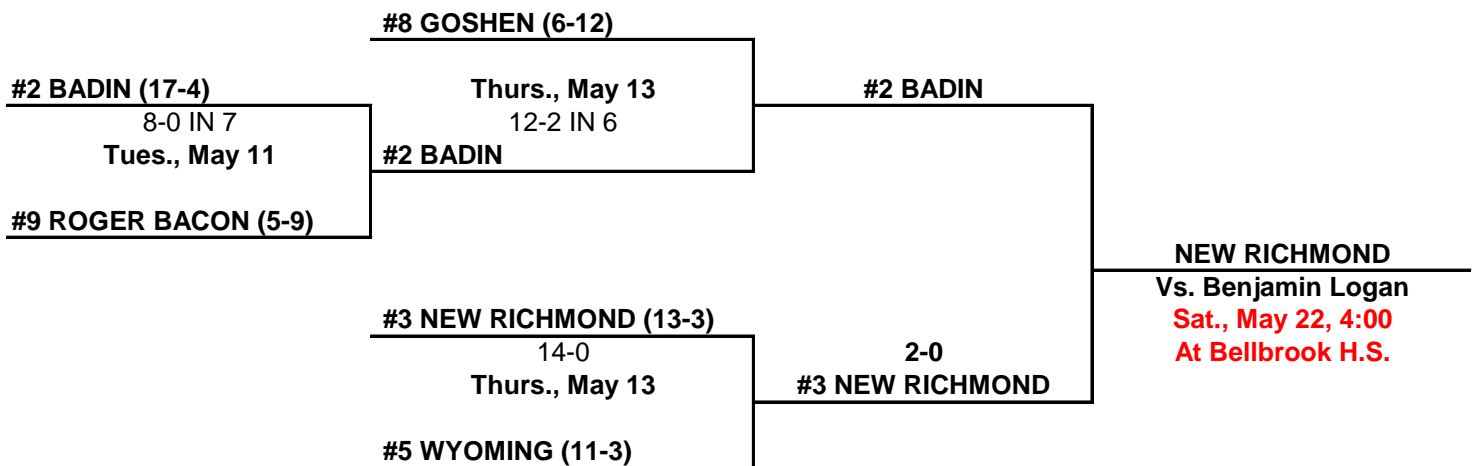 #8 GOSHEN (6-12)
#2 BADIN (17-4)
Thurs., May 13
#2 BADIN
8-0 IN 7
12-2 IN 6
Tues., May 11
#2 BADIN
#9 ROGER BACON (5-9)
NEW RICHMOND
Vs. Benjamin Logan
#3 NEW RICHMOND (13-3)
Sat., May 22, 4:00
14-0
2-0
At Bellbrook H.S.
Thurs., May 13
#3 NEW RICHMOND
#5 WYOMING (11-3)